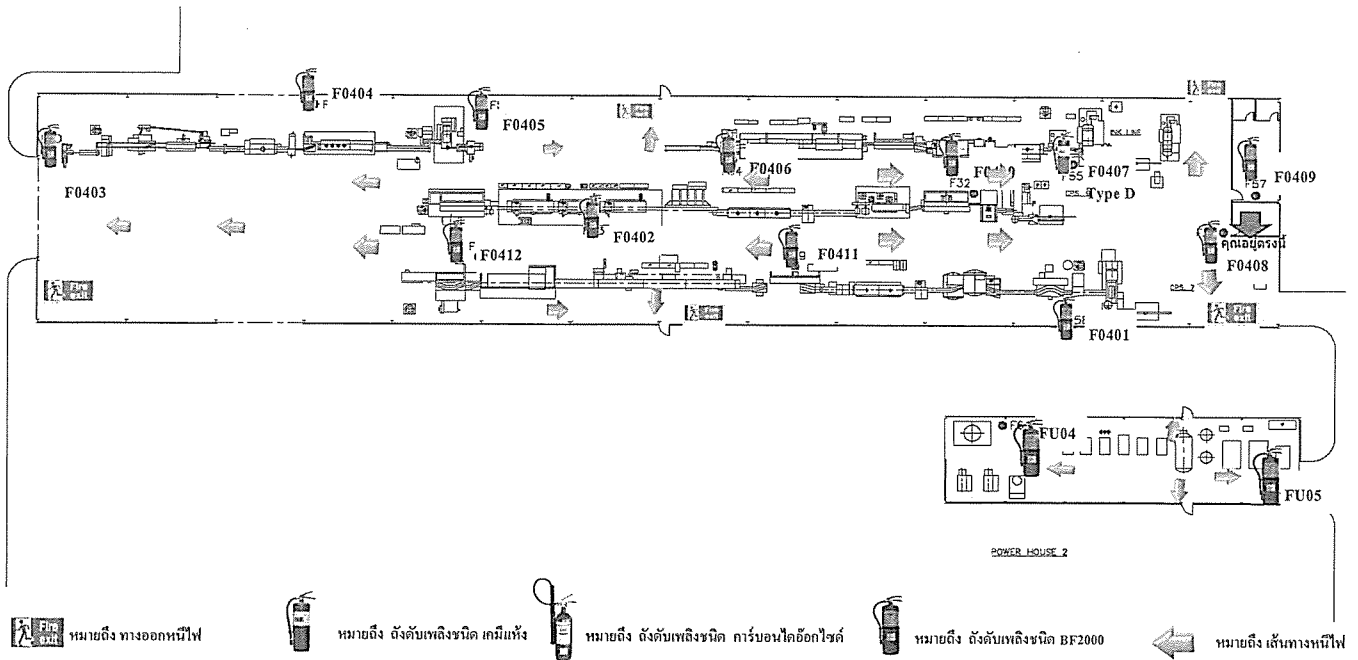 F0404
F0405
F0403
F0406
F32
F0407
Type D
F57
F0409
F0402
F0412
F0411
คุณอยู่ตรงนี้
F0408
F0401
FU04
FU05
POWER HOUSE 2
หมายถึง ทางออกหนีไฟ
หมายถึง ถังดับเพลิงชนิด เคมีแห้ง
หมายถึง ถังดับเพลิงชนิด การ์บอนไดอ๊อกไซด์
หมายถึง ถังดับเพลิงชนิด BF2000
หมายถึง เส้นทางหนีไฟ